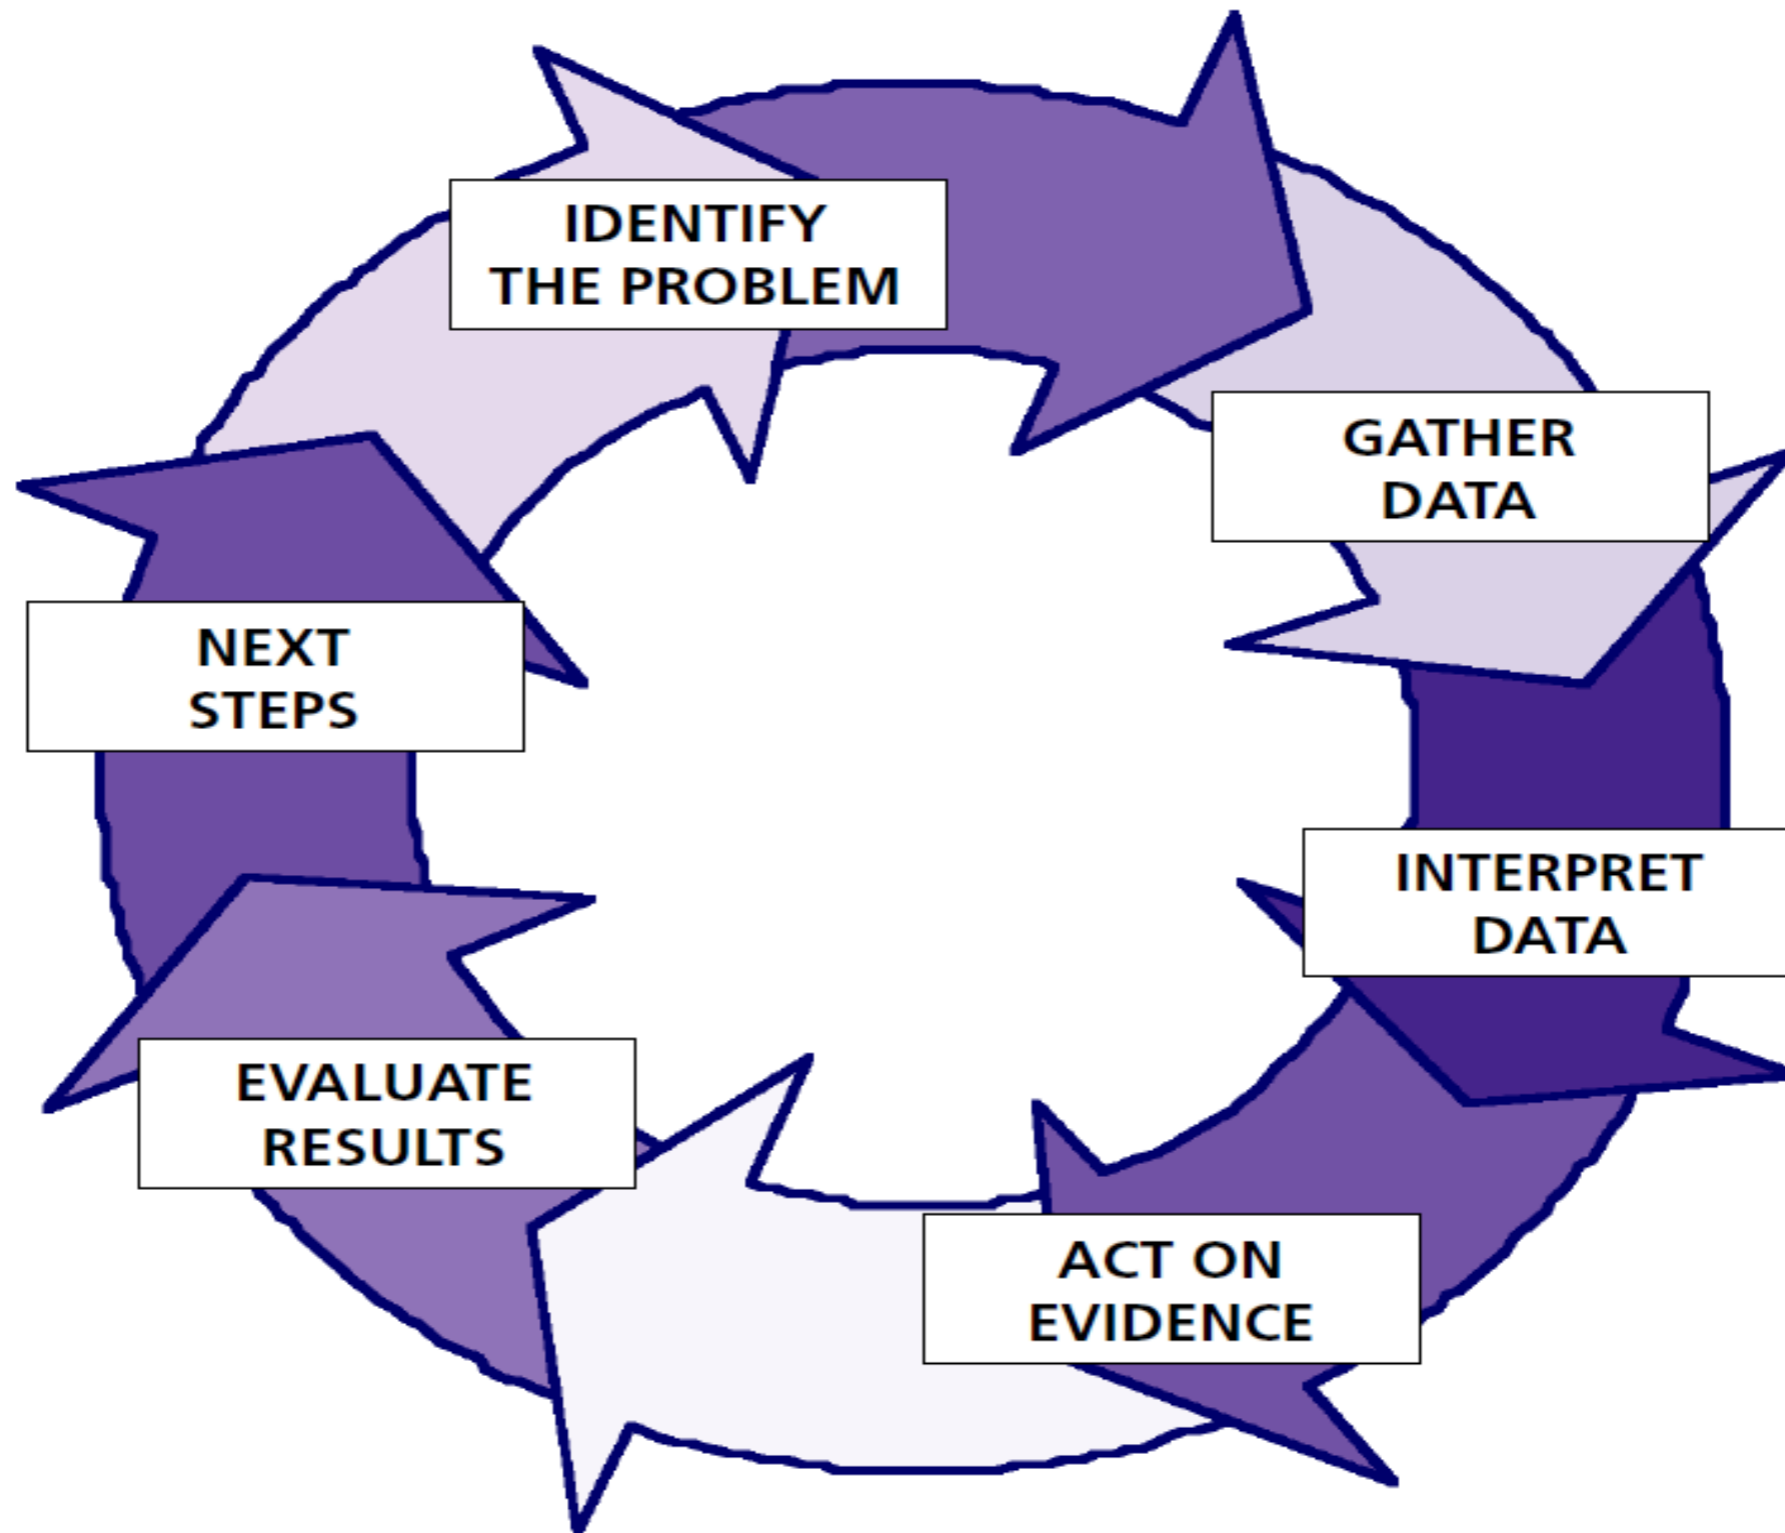 IDENTIFY
THE PROBLEM
GATHER
DATA
INTERPRET
DATA
ACT ON
EVIDENCE
EVALUATE
RESULTS
NEXT
STEPS